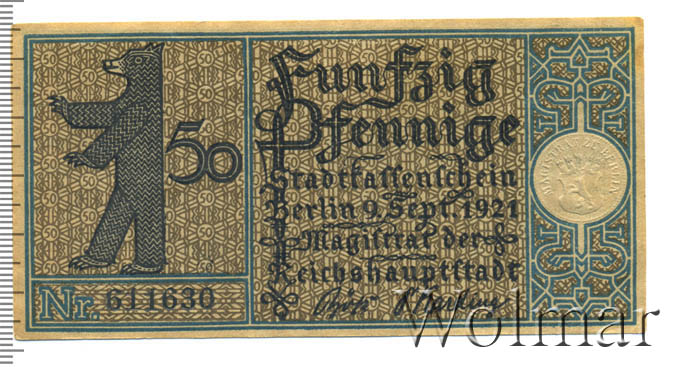 50
Fünfzig
Pfennige
Stadtkassenschein
Berlin 9. Sept. 1921
Magistrat der
Reichshauptstadt
Nr. 611630
Wolmar